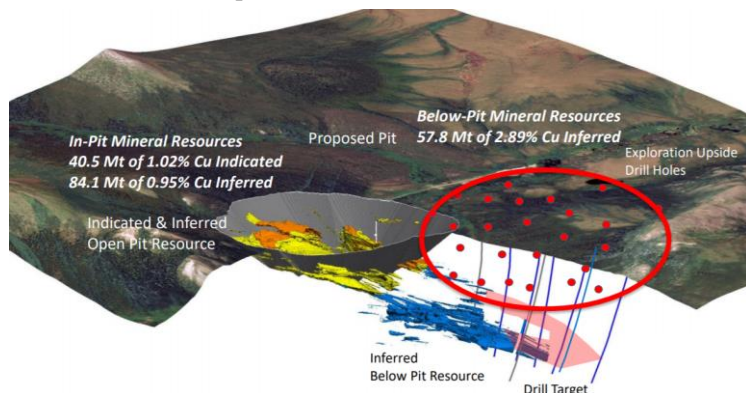 Below-Pit Mineral Resources
57.8 Mt of 2.89% Cu Inferred
In-Pit Mineral Resources
40.5 Mt of 1.02% Cu Indicated
84.1 Mt of 0.95% Cu Inferred
Proposed Pit
Exploration Upside
Drill Holes
Indicated & Inferred
Open Pit Resource
Inferred
Below Pit Resource
Drill Target